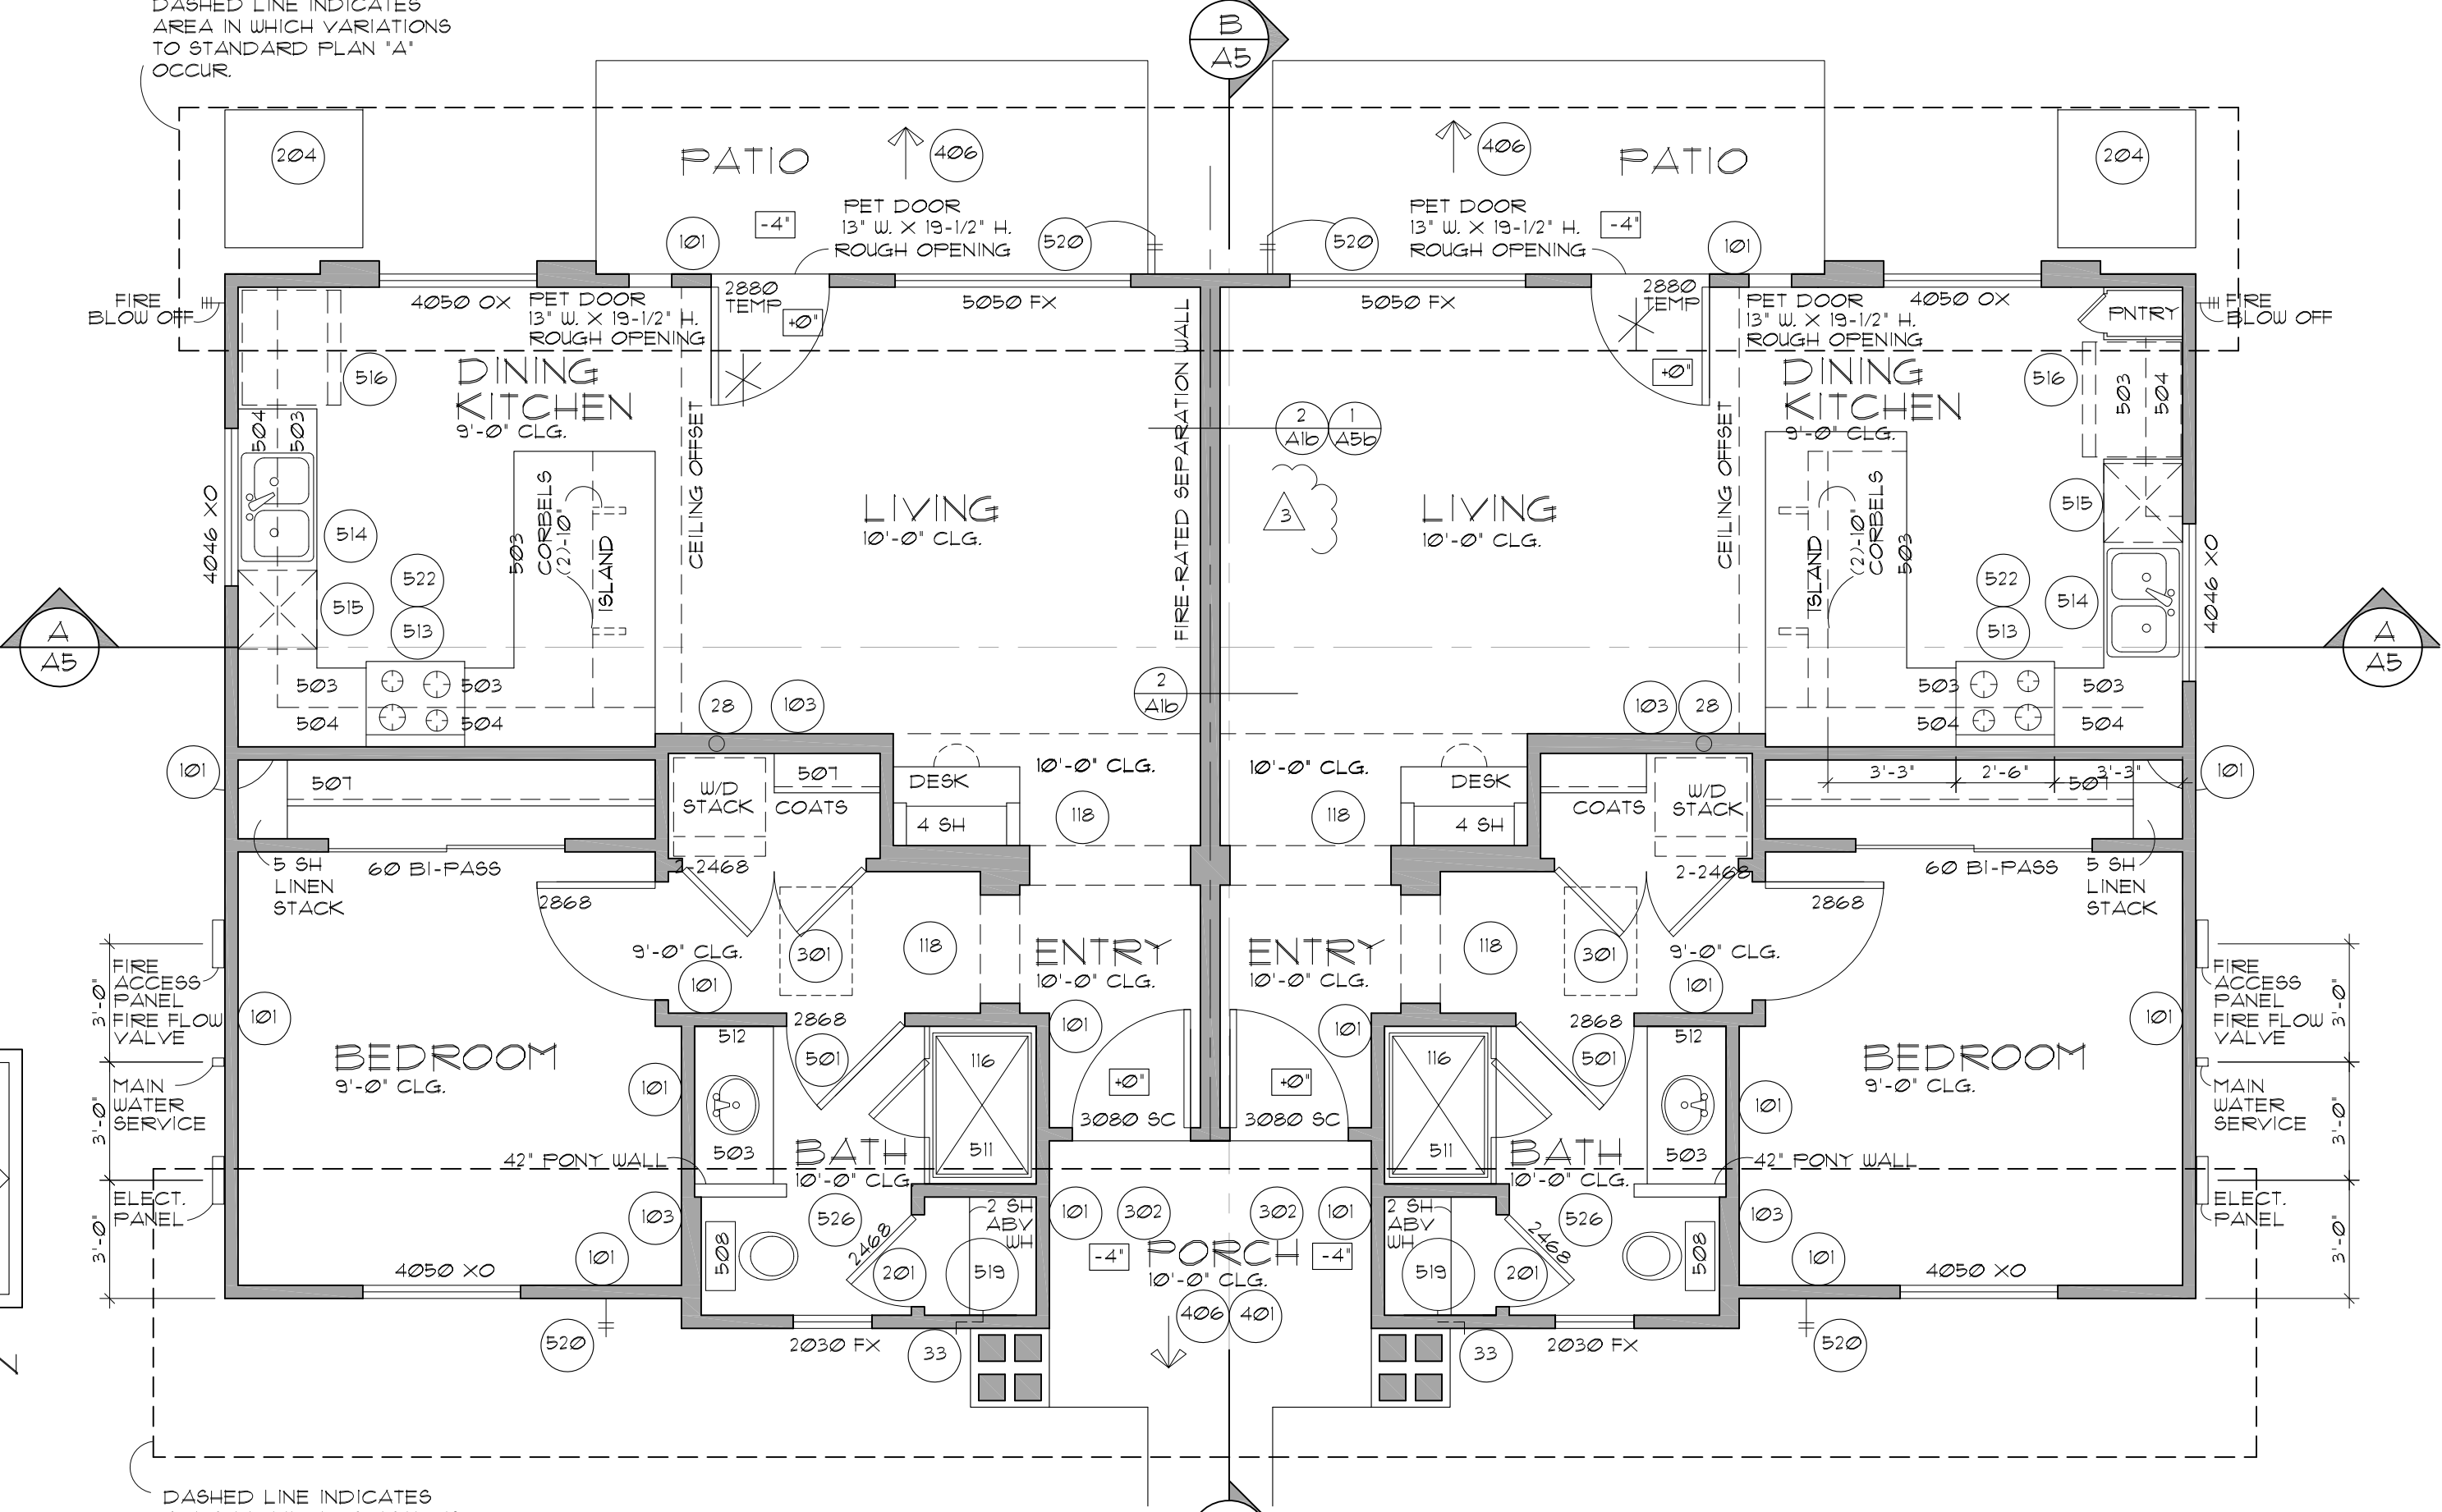 DASHED LINE INDICATES
AREA IN WHICH VARIATIONS
TO STANDARD PLAN "A"
OCCUR.
B
A5
204
PATIO
406
406
PATIO
204
PET DOOR
13" W. X 19-1/2" H.
ROUGH OPENING
-4"
101
520
520
PET DOOR
13" W. X 19-1/2" H.
ROUGH OPENING
-4"
101
FIRE
BLOW OFF
4050 OX
PET DOOR
13" W. X 19-1/2" H.
ROUGH OPENING
2880
TEMP
+0"
5050 FX
5050 FX
2880
TEMP
+0"
PET DOOR
13" W. X 19-1/2" H.
ROUGH OPENING
4050 OX
PNTRY
FIRE
BLOW OFF
516
DINING
KITCHEN
9'-0" CLG.
504
503
CEILING OFFSET
FIRE-RATED SEPARATION WALL
2
A1b
1
A5b
3
CEILING OFFSET
DINING
KITCHEN
9'-0" CLG.
516
503
504
4046 XO
514
515
522
513
503
CORBELS
(2)-10"
ISLAND
LIVING
10'-0" CLG.
LIVING
10'-0" CLG.
ISLAND
(2)-10"
CORBELS
503
522
513
515
514
4046 XO
A
A5
A
A5
503
504
503
504
28
103
2
A1b
103
28
503
504
503
504
101
507
W/D
STACK
507
COATS
DESK
4 SH
10'-0" CLG.
118
10'-0" CLG.
118
DESK
4 SH
COATS
W/D
STACK
3'-3"
2'-6"
3'-3"
507
101
5 SH
LINEN
STACK
60 BI-PASS
2-2468
2868
2-2468
2868
60 BI-PASS
5 SH
LINEN
STACK
9'-0" CLG.
301
118
ENTRY
10'-0" CLG.
ENTRY
10'-0" CLG.
118
301
9'-0" CLG.
FIRE
ACCESS
PANEL
FIRE FLOW
VALVE
3'-0"
101
101
101
101
101
101
FIRE
ACCESS
PANEL
FIRE FLOW
VALVE
3'-0"
BEDROOM
9'-0" CLG.
512
2868
501
116
511
+0"
3080 SC
+0"
3080 SC
116
511
2868
501
512
BEDROOM
9'-0" CLG.
MAIN
WATER
SERVICE
3'-0"
101
503
BATH
10'-0" CLG.
BATH
10'-0" CLG.
503
101
MAIN
WATER
SERVICE
3'-0"
42" PONY WALL
42" PONY WALL
ELECT.
PANEL
3'-0"
103
101
508
526
2468
201
2 SH
ABV
WH
519
101
302
302
101
-4"
PORCH
10'-0" CLG.
-4"
2 SH
ABV
WH
519
201
2468
526
508
103
101
ELECT.
PANEL
3'-0"
4050 XO
4050 XO
406
401
520
2030 FX
33
33
2030 FX
520
DASHED LINE INDICATES